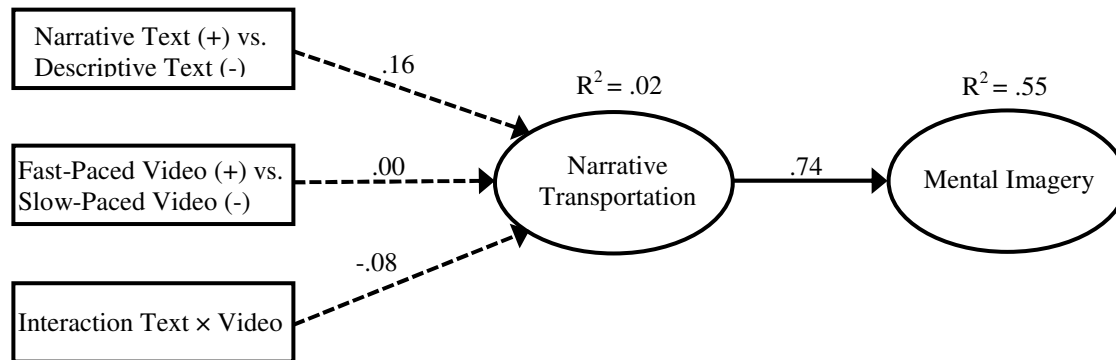 Narrative Text (+) vs.
Descriptive Text (-)
.16
R² = .02
R² = .55
Fast-Paced Video (+) vs.
Slow-Paced Video (-)
.00
Narrative
Transportation
.74
Mental Imagery
-.08
Interaction Text × Video